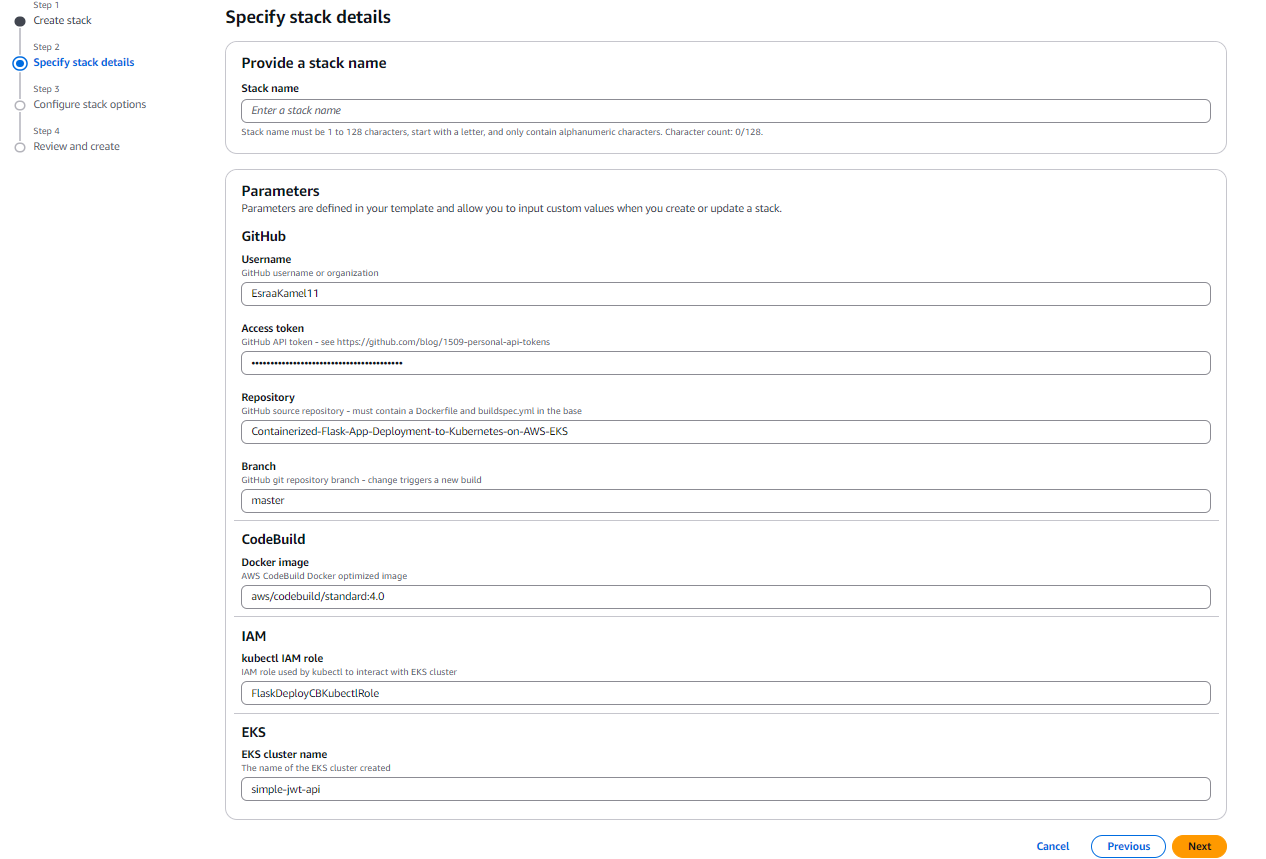 Step 1
Create stack
Step 2
Specify stack details
Step 3
Configure stack options
Step 4
Review and create
Specify stack details
Provide a stack name
Stack name
Enter a stack name
Stack name must be 1 to 128 characters, start with a letter, and only contain alphanumeric characters. Character count: 0/128.
Parameters
Parameters are defined in your template and allow you to input custom values when you create or update a stack.
GitHub
Username
GitHub username or organization
EsraaKamel11
Access token
GitHub API token - see https://github.com/blog/1509-personal-api-tokens
Repository
GitHub source repository - must contain a Dockerfile and buildspec.yml in the base
Containerized-Flask-App-Deployment-to-Kubernetes-on-AWS-EKS
Branch
GitHub git repository branch - change triggers a new build
master
CodeBuild
Docker image
AWS CodeBuild Docker optimized image
aws/codebuild/standard:4.0
IAM
kubectl IAM role
IAM role used by kubectl to interact with EKS cluster
FlaskDeployCBKubectlRole
EKS
EKS cluster name
The name of the EKS cluster created
simple-jwt-api
Cancel
Previous
Next